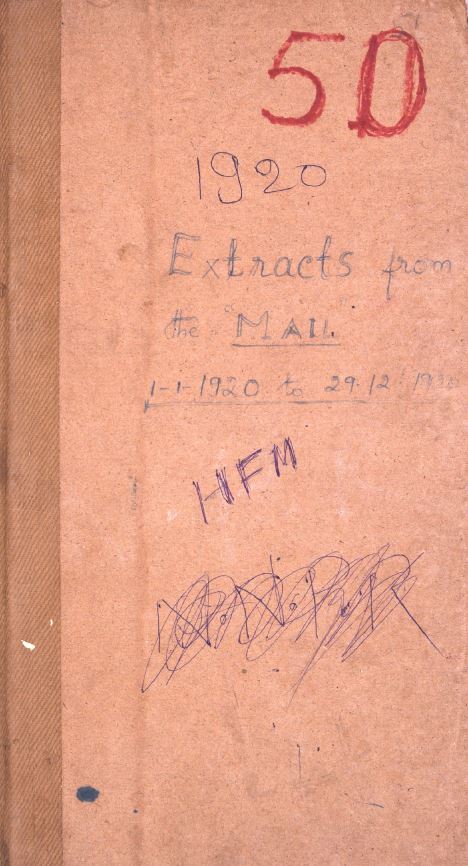 50
1920
Extracts from
the "MAIL"
1-1-1920 to 29.12.1920
HFM